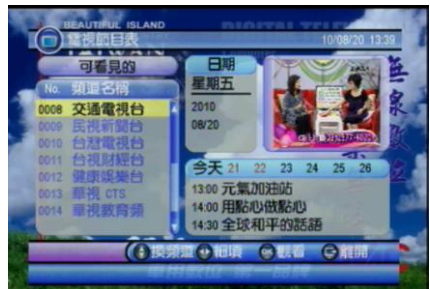 BEAUTIFUL ISLAND
電視節目表
10/08/20 13:39
可看見的
No. 頻道名稱
0008 交通電視台
0009 民視新聞台
0010 台灣電視台
0011 台視財經台
0012 健康娛樂台
0013 華視 CTS
0014 華視教育頻
日期
星期五
2010
08/20
今天 21 22 23 24 25 26
13:00 元氣加油站
14:00 用點心做點心
14:30 全球和平的話語
換頻道
細項
觀看
離開